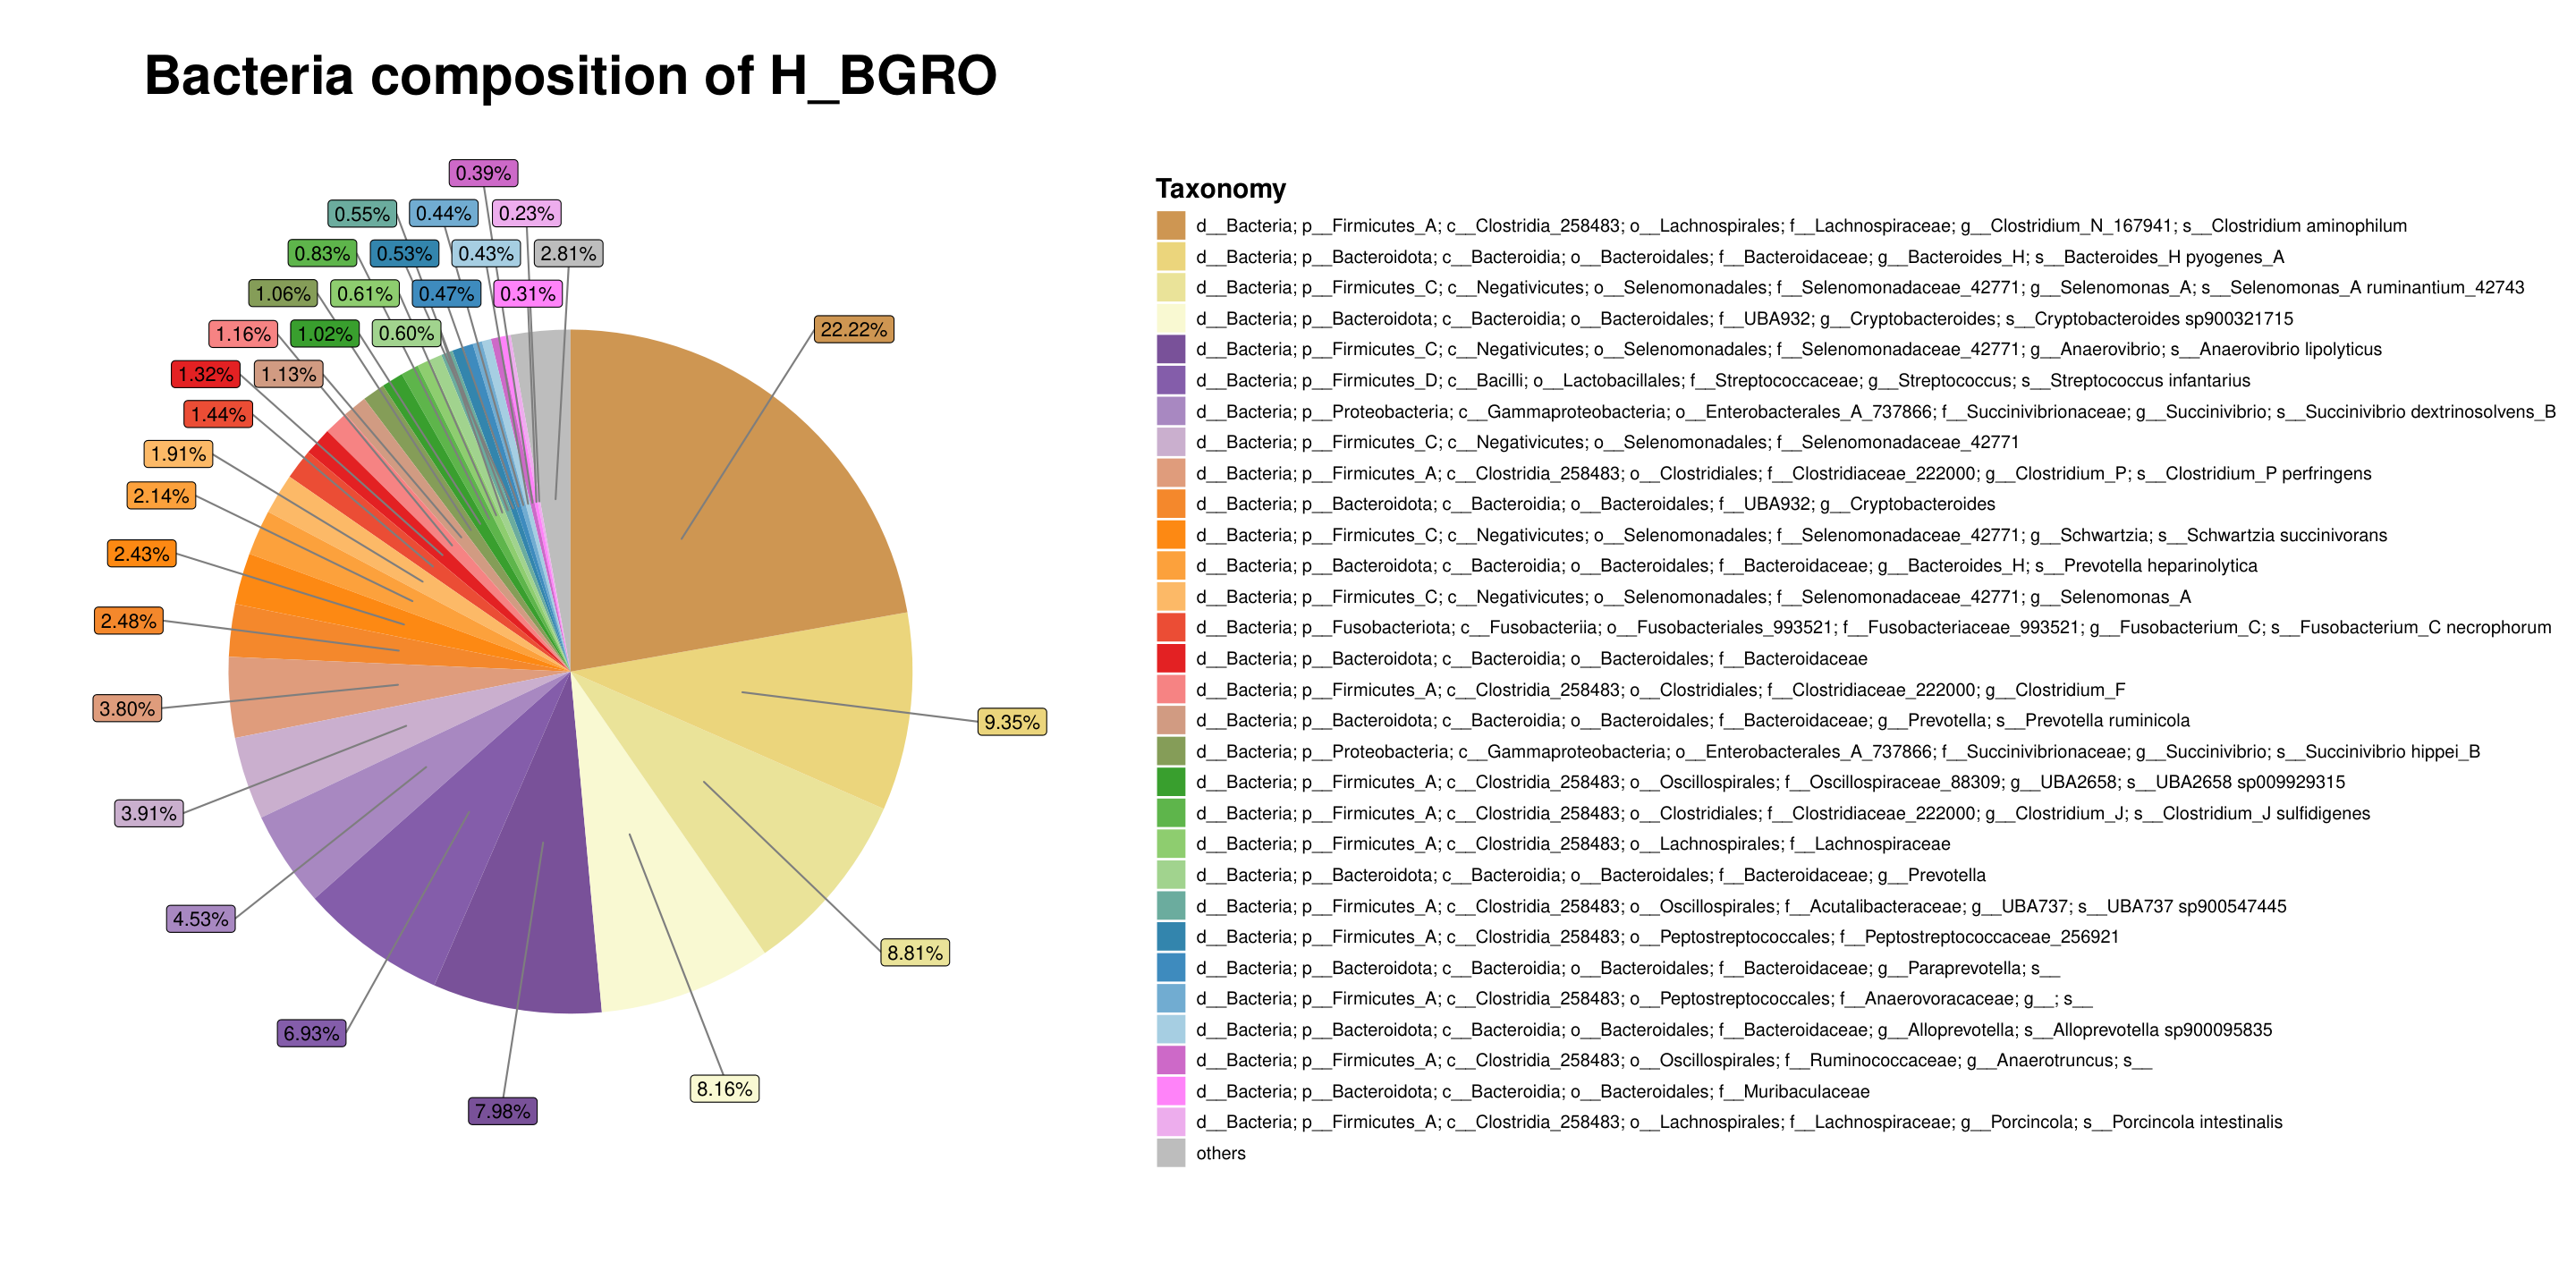 Bacteria composition of H_BGRO
0.39%
0.55%
0.44%
0.23%
0.83%
0.53%
0.43%
2.81%
1.06%
0.61%
0.47%
0.31%
1.16%
1.02%
0.60%
22.22%
1.32%
1.13%
1.44%
1.91%
2.14%
2.43%
2.48%
3.80%
9.35%
3.91%
4.53%
8.81%
6.93%
8.16%
7.98%
Taxonomy
d__Bacteria; p__Firmicutes_A; c__Clostridia_258483; o__Lachnospirales; f__Lachnospiraceae; g__Clostridium_N_167941; s__Clostridium aminophilum
d__Bacteria; p__Bacteroidota; c__Bacteroidia; o__Bacteroidales; f__Bacteroidaceae; g__Bacteroides_H; s__Bacteroides_H pyogenes_A
d__Bacteria; p__Firmicutes_C; c__Negativicutes; o__Selenomonadales; f__Selenomonadaceae_42771; g__Selenomonas_A; s__Selenomonas_A ruminantium_42743
d__Bacteria; p__Bacteroidota; c__Bacteroidia; o__Bacteroidales; f__UBA932; g__Cryptobacteroides; s__Cryptobacteroides sp900321715
d__Bacteria; p__Firmicutes_C; c__Negativicutes; o__Selenomonadales; f__Selenomonadaceae_42771; g__Anaerovibrio; s__Anaerovibrio lipolyticus
d__Bacteria; p__Firmicutes_D; c__Bacilli; o__Lactobacillales; f__Streptococcaceae; g__Streptococcus; s__Streptococcus infantarius
d__Bacteria; p__Proteobacteria; c__Gammaproteobacteria; o__Enterobacterales_A_737866; f__Succinivibrionaceae; g__Succinivibrio; s__Succinivibrio dextrinosolvens_B
d__Bacteria; p__Firmicutes_C; c__Negativicutes; o__Selenomonadales; f__Selenomonadaceae_42771
d__Bacteria; p__Firmicutes_A; c__Clostridia_258483; o__Clostridiales; f__Clostridiaceae_222000; g__Clostridium_P; s__Clostridium_P perfringens
d__Bacteria; p__Bacteroidota; c__Bacteroidia; o__Bacteroidales; f__UBA932; g__Cryptobacteroides
d__Bacteria; p__Firmicutes_C; c__Negativicutes; o__Selenomonadales; f__Selenomonadaceae_42771; g__Schwartzia; s__Schwartzia succinivorans
d__Bacteria; p__Bacteroidota; c__Bacteroidia; o__Bacteroidales; f__Bacteroidaceae; g__Bacteroides_H; s__Prevotella heparinolytica
d__Bacteria; p__Firmicutes_C; c__Negativicutes; o__Selenomonadales; f__Selenomonadaceae_42771; g__Selenomonas_A
d__Bacteria; p__Fusobacteriota; c__Fusobacteriia; o__Fusobacteriales_993521; f__Fusobacteriaceae_993521; g__Fusobacterium_C; s__Fusobacterium_C necrophorum
d__Bacteria; p__Bacteroidota; c__Bacteroidia; o__Bacteroidales; f__Bacteroidaceae
d__Bacteria; p__Firmicutes_A; c__Clostridia_258483; o__Clostridiales; f__Clostridiaceae_222000; g__Clostridium_F
d__Bacteria; p__Bacteroidota; c__Bacteroidia; o__Bacteroidales; f__Bacteroidaceae; g__Prevotella; s__Prevotella ruminicola
d__Bacteria; p__Proteobacteria; c__Gammaproteobacteria; o__Enterobacterales_A_737866; f__Succinivibrionaceae; g__Succinivibrio; s__Succinivibrio hippei_B
d__Bacteria; p__Firmicutes_A; c__Clostridia_258483; o__Oscillospirales; f__Oscillospiraceae_88309; g__UBA2658; s__UBA2658 sp009929315
d__Bacteria; p__Firmicutes_A; c__Clostridia_258483; o__Clostridiales; f__Clostridiaceae_222000; g__Clostridium_J; s__Clostridium_J sulfidigenes
d__Bacteria; p__Firmicutes_A; c__Clostridia_258483; o__Lachnospirales; f__Lachnospiraceae
d__Bacteria; p__Bacteroidota; c__Bacteroidia; o__Bacteroidales; f__Bacteroidaceae; g__Prevotella
d__Bacteria; p__Firmicutes_A; c__Clostridia_258483; o__Oscillospirales; f__Acutalibacteraceae; g__UBA737; s__UBA737 sp900547445
d__Bacteria; p__Firmicutes_A; c__Clostridia_258483; o__Peptostreptococcales; f__Peptostreptococcaceae_256921
d__Bacteria; p__Bacteroidota; c__Bacteroidia; o__Bacteroidales; f__Bacteroidaceae; g__Paraprevotella; s__
d__Bacteria; p__Firmicutes_A; c__Clostridia_258483; o__Peptostreptococcales; f__Anaerovoracaceae; g__; s__
d__Bacteria; p__Bacteroidota; c__Bacteroidia; o__Bacteroidales; f__Bacteroidaceae; g__Alloprevotella; s__Alloprevotella sp900095835
d__Bacteria; p__Firmicutes_A; c__Clostridia_258483; o__Oscillospirales; f__Ruminococcaceae; g__Anaerotruncus; s__
d__Bacteria; p__Bacteroidota; c__Bacteroidia; o__Bacteroidales; f__Muribaculaceae
d__Bacteria; p__Firmicutes_A; c__Clostridia_258483; o__Lachnospirales; f__Lachnospiraceae; g__Porcincola; s__Porcincola intestinalis
others